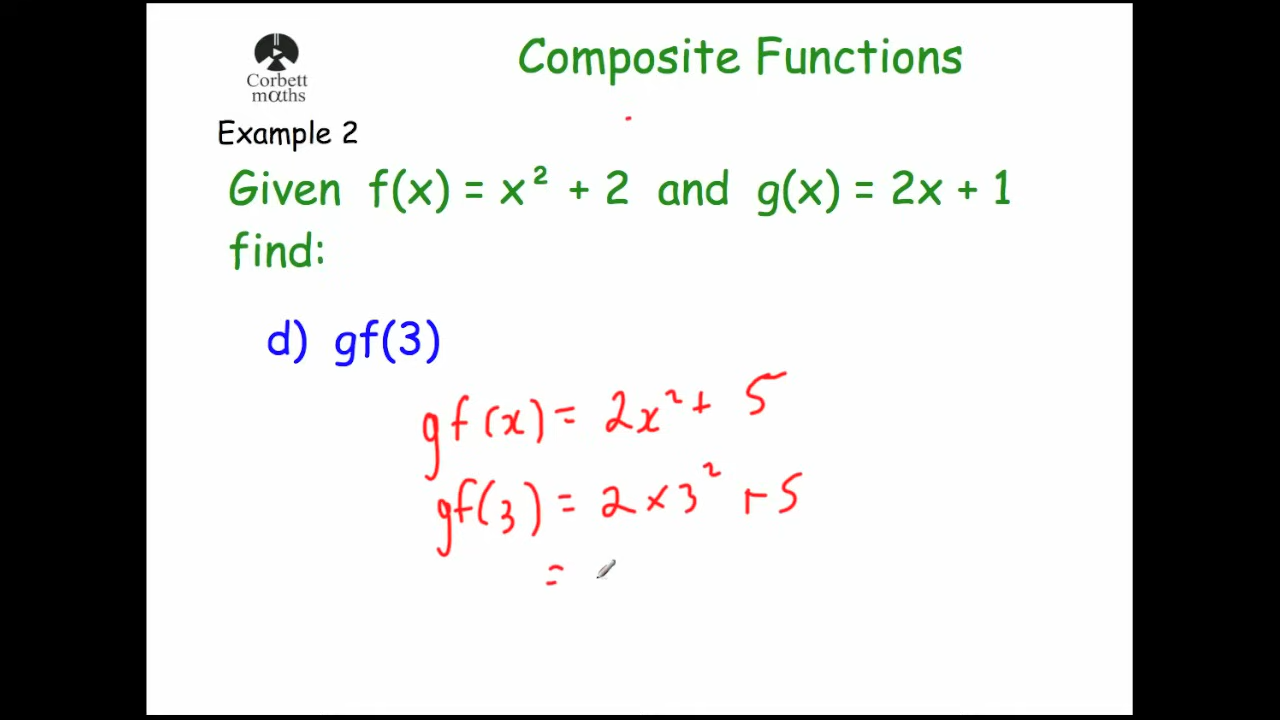 Corbett
mαths
Composite Functions
Example 2
Given f(x) = x² + 2 and g(x) = 2x + 1
find:
d) gf(3)
gf(x) = 2x² + 5
gf(3) = 2 × 3² + 5
=